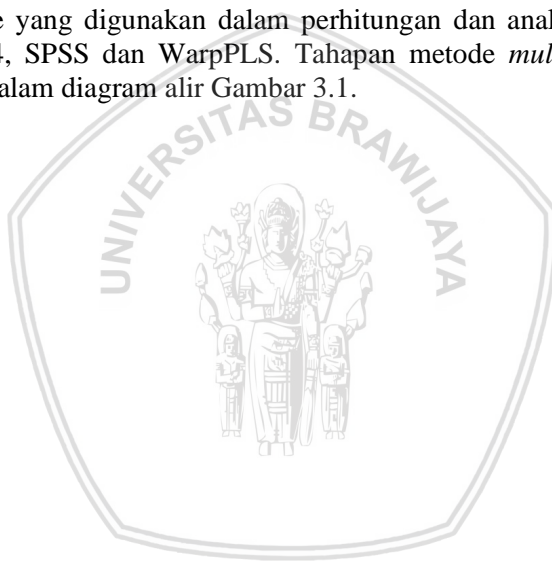 e yang digunakan dalam perhitungan dan anal
4, SPSS dan WarpPLS. Tahapan metode mul
alam diagram alir Gambar 3.1.
UNIVERSITAS BRAWIJAYA